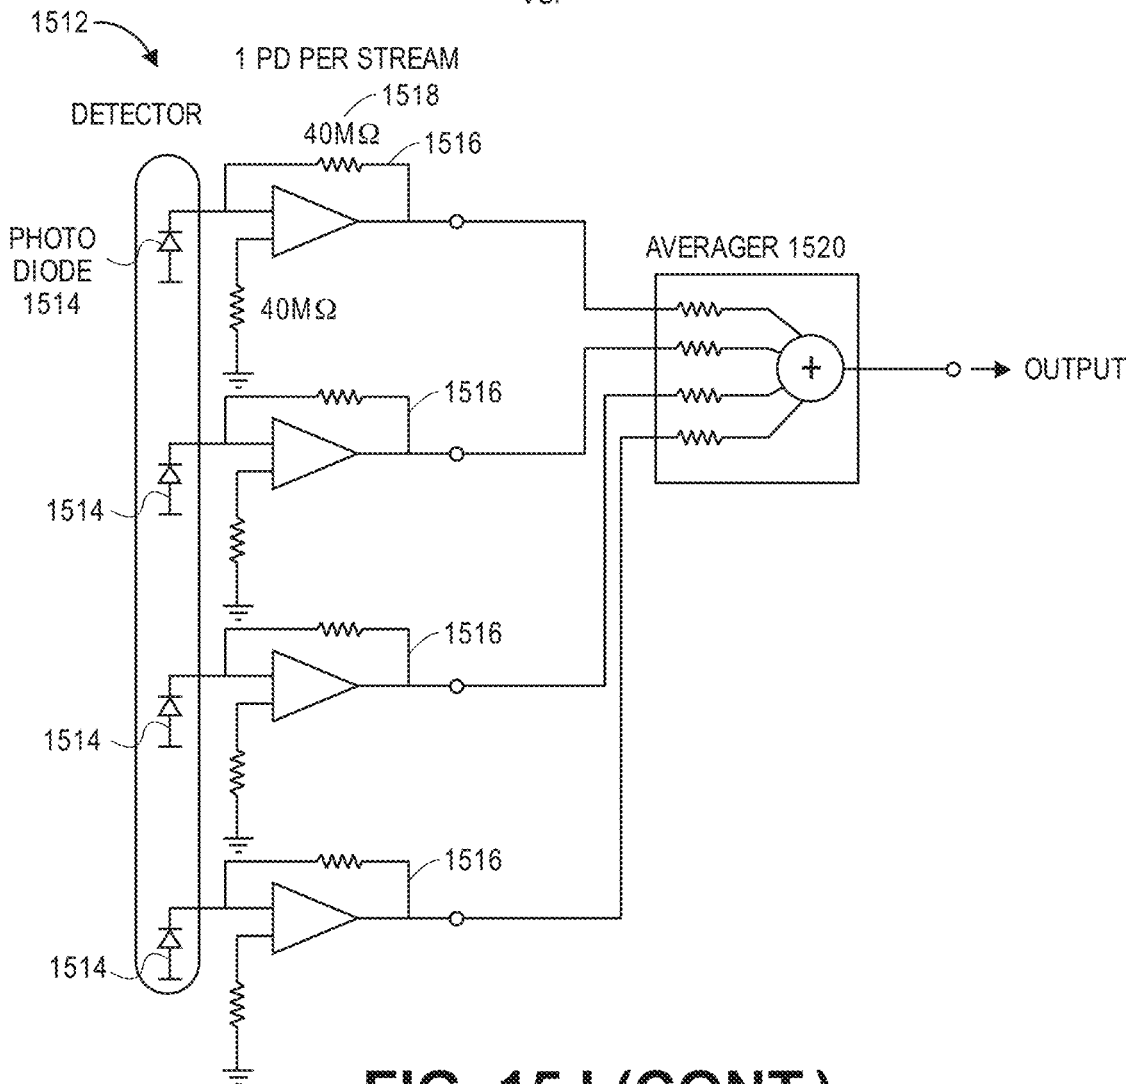 1512
1 PD PER STREAM
1518
DETECTOR
40MΩ
1516
PHOTO
DIODE
1514
40MΩ
AVERAGER 1520
+
OUTPUT
1516
1514
1516
1514
1516
1514